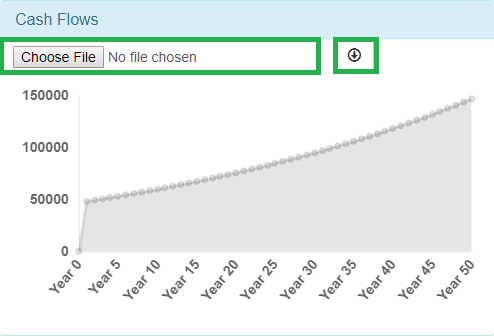 Cash Flows
Choose File No file chosen
150000
100000
50000
0
Year 0 Year 5 Year 10 Year 15 Year 20 Year 25 Year 30 Year 35 Year 40 Year 45 Year 50